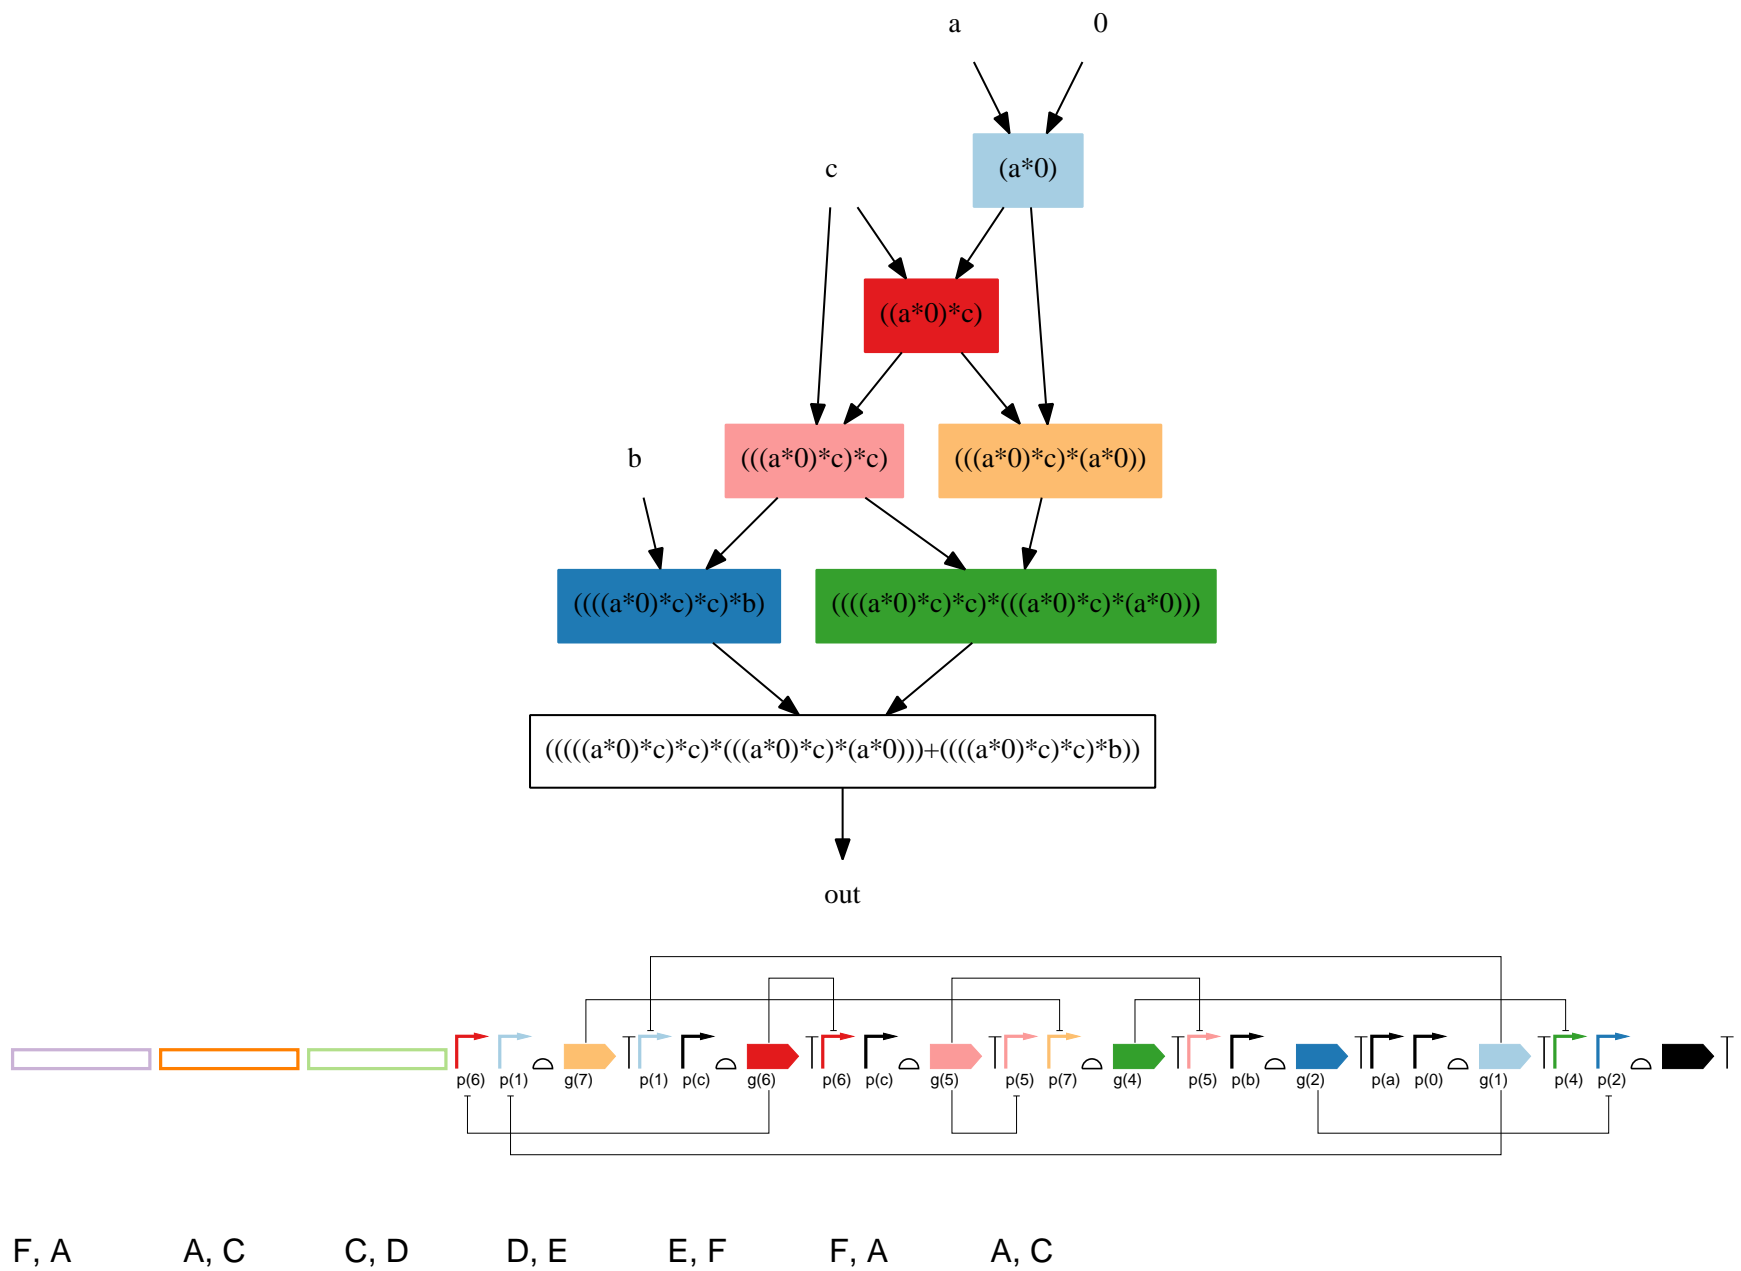 a 0
(a*0)
c
((a*0)*c)
(((a*0)*c)*c) (((a*0)*c)*(a*0))
b
((((a*0)*c)*c)*b) ((((a*0)*c)*c)*(((a*0)*c)*(a*0)))
(((((a*0)*c)*c)*(((a*0)*c)*(a*0)))+((((a*0)*c)*c)*b))
out
p(6) p(1) g(7) p(1) p(c) g(6) p(6) p(c) g(5) p(5) p(7) g(4) p(5) p(b) g(2) p(a) p(0) g(1) p(4) p(2)
F, A A, C C, D D, E E, F F, A A, C